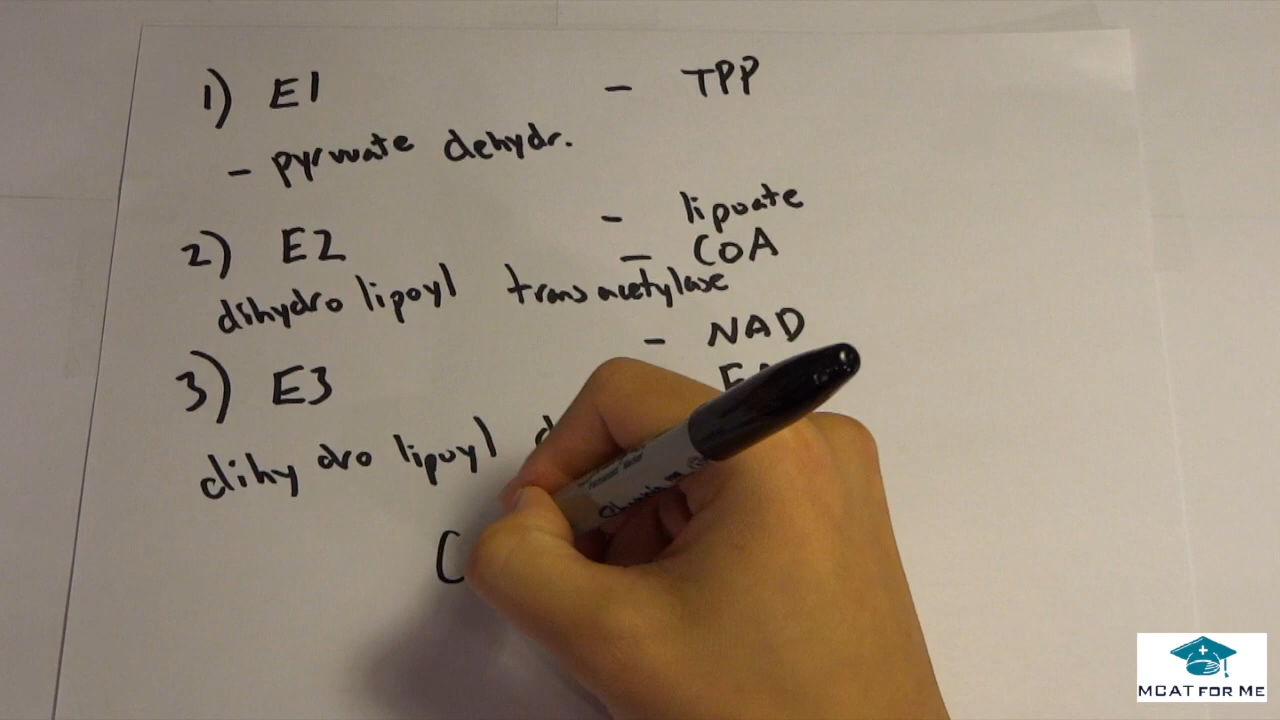 1) E1 - TPP
- pyruvate dehydr.
2) E2 - lipoate
- COA
dihydro lipoyl transacetylase
- NAD
3) E3
dihydro lipoyl
MCAT FOR ME